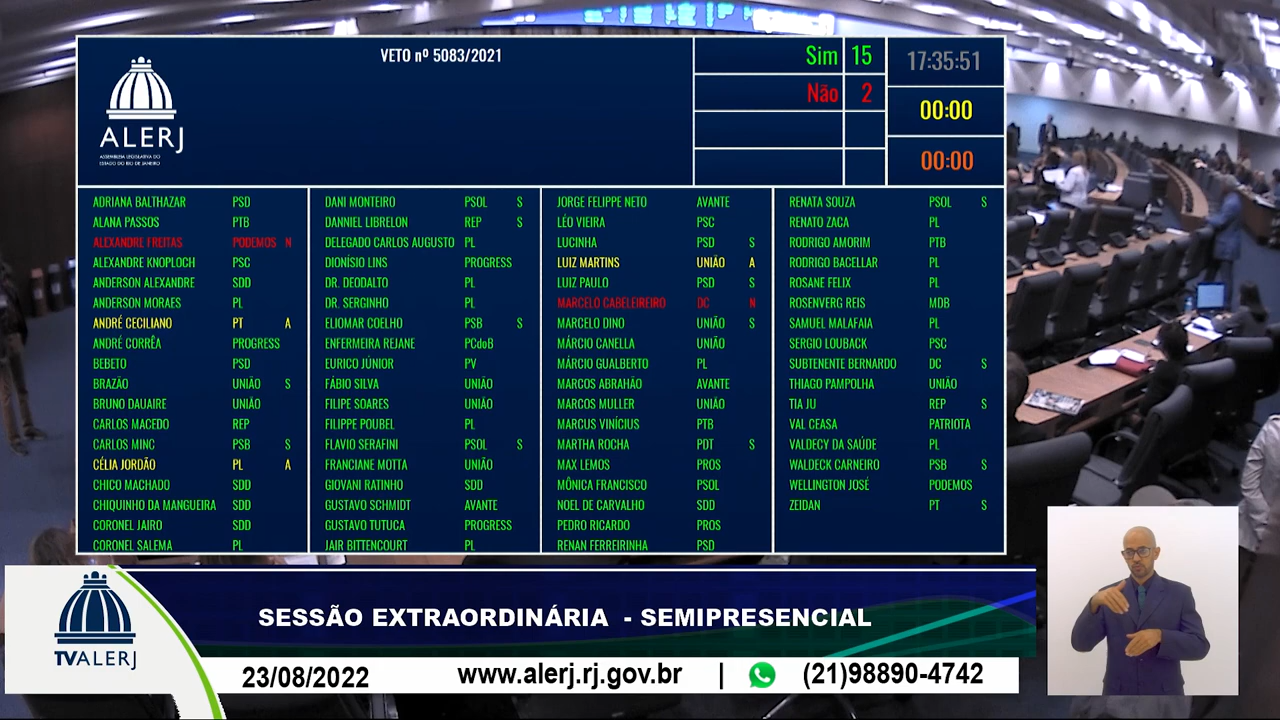 VETO nº 5083/2021
Sim 15
Não 2
17:35:51
00:00
00:00
ALERJ
ASSEMBLEIA LEGISLATIVA DO
ESTADO DO RIO DE JANEIRO
ADRIANA BALTHAZAR PSD
ALANA PASSOS PTB
ALEXANDRE FREITAS PODEMOS N
ALEXANDRE KNOPLOCH PSC
ANDERSON ALEXANDRE SDD
ANDERSON MORAES PL
ANDRÉ CECILIANO PT A
ANDRÉ CORRÊA PROGRESS
BEBETO PSD
BRAZÃO UNIÃO S
BRUNO DAUAIRE UNIÃO
CARLOS MACEDO REP
CARLOS MINC PSB S
CÉLIA JORDÃO PL A
CHICO MACHADO SDD
CHIQUINHO DA MANGUEIRA SDD
CORONEL JAIRO SDD
CORONEL SALEMA PL
DANI MONTEIRO PSOL S
DANNIEL LIBRELON REP S
DELEGADO CARLOS AUGUSTO PL
DIONÍSIO LINS PROGRESS
DR. DEODALTO PL
DR. SERGINHO PL
ELIOMAR COELHO PSB S
ENFERMEIRA REJANE PCdoB
EURICO JÚNIOR PV
FÁBIO SILVA UNIÃO
FILIPE SOARES UNIÃO
FILIPPE POUBEL PL
FLAVIO SERAFINI PSOL S
FRANCIANE MOTTA UNIÃO
GIOVANI RATINHO SDD
GUSTAVO SCHMIDT AVANTE
GUSTAVO TUTUCA PROGRESS
JAIR BITTENCOURT PL
JORGE FELIPPE NETO AVANTE
LÉO VIEIRA PSC
LUCINHA PSD S
LUIZ MARTINS UNIÃO A
LUIZ PAULO PSD S
MARCELO CABELEIREIRO DC N
MARCELO DINO UNIÃO S
MÁRCIO CANELLA UNIÃO
MÁRCIO GUALBERTO PL
MARCOS ABRAHÃO AVANTE
MARCOS MULLER UNIÃO
MARCUS VINÍCIUS PTB
MARTHA ROCHA PDT S
MAX LEMOS PROS
MÔNICA FRANCISCO PSOL
NOEL DE CARVALHO SDD
PEDRO RICARDO PROS
RENAN FERREIRINHA PSD
RENATA SOUZA PSOL S
RENATO ZACA PL
RODRIGO AMORIM PTB
RODRIGO BACELLAR PL
ROSANE FELIX PL
ROSENVERG REIS MDB
SAMUEL MALAFAIA PL
SERGIO LOUBACK PSC
SUBTENENTE BERNARDO DC S
THIAGO PAMPOLHA UNIÃO
TIA JU REP S
VAL CEASA PATRIOTA
VALDECY DA SAÚDE PL
WALDECK CARNEIRO PSB S
WELLINGTON JOSÉ PODEMOS
ZEIDAN PT S
TVALERJ
SESSÃO EXTRAORDINÁRIA - SEMIPRESENCIAL
23/08/2022 www.alerj.rj.gov.br | (21)98890-4742